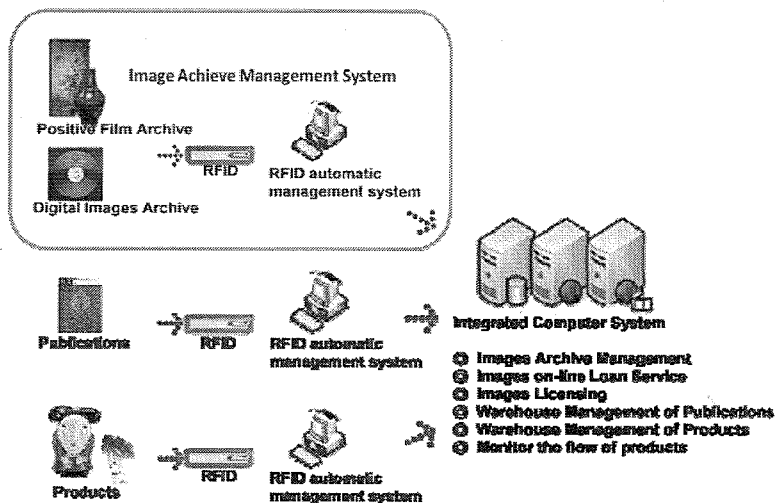 Image Achieve Management System
Positive Film Archive
RFID
RFID automatic
management system
Digital Images Archive
Publications
RFID
RFID automatic
management system
Integrated Computer System
Images Archive Management
Images on-line Loan Service
Images Licensing
Warehouse Management of Publications
Warehouse Management of Products
Monitor the flow of products
Products
RFID
RFID automatic
management system